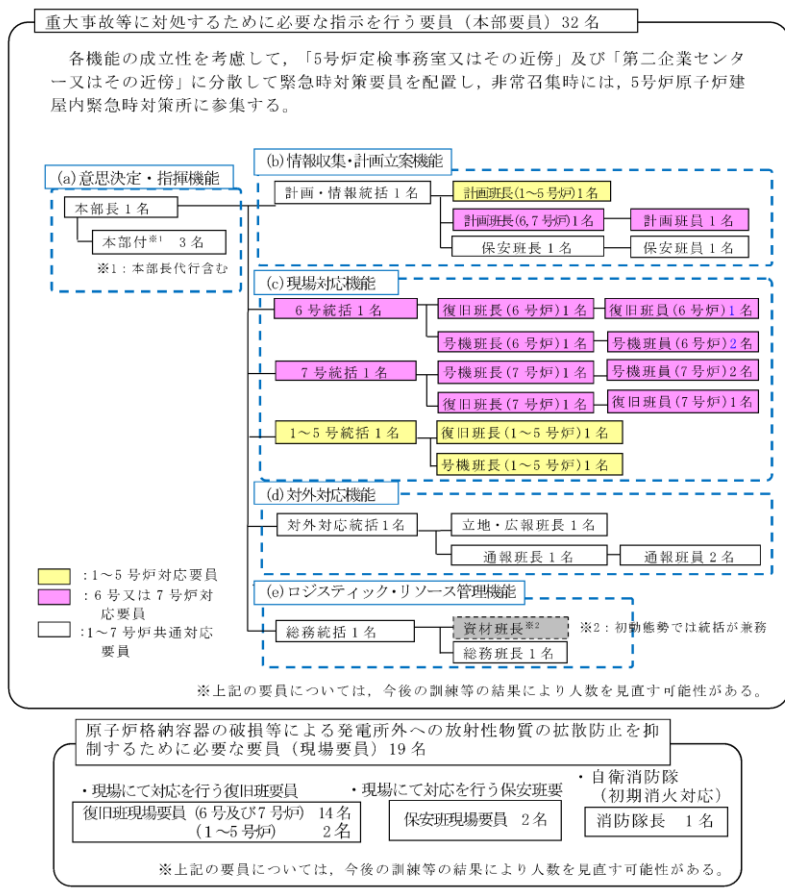 重大事故等に対処するために必要な指示を行う要員（本部要員）32名
各機能の成立性を考慮して，「5号炉定検事務室又はその近傍」及び「第二企業センタ
ー又はその近傍」に分散して緊急時対策要員を配置し，非常召集時には，5号炉原子炉建
屋内緊急時対策所に参集する。
(a)意思決定・指揮機能
本部長1名
本部付※1 3名
※1：本部長代行含む
(b)情報収集・計画立案機能
計画・情報統括1名
計画班長(1～5号炉)1名
計画班長(6,7号炉)1名
計画班員1名
保安班長1名
保安班員1名
(c)現場対応機能
6号統括1名
復旧班長(6号炉)1名
復旧班員(6号炉)1名
号機班長(6号炉)1名
号機班員(6号炉)2名
7号統括1名
号機班長(7号炉)1名
号機班員(7号炉)2名
復旧班長(7号炉)1名
復旧班員(7号炉)1名
1～5号統括1名
復旧班長(1～5号炉)1名
号機班長(1～5号炉)1名
(d)対外対応機能
対外対応統括1名
立地・広報班長1名
通報班長1名
通報班員2名
(e)ロジスティック・リソース管理機能
総務統括1名
資材班長※2
※2：初動態勢では統括が兼務
総務班長1名
：1～5号炉対応要員
：6号又は7号炉対
応要員
：1～7号炉共通対応
要員
※上記の要員については，今後の訓練等の結果により人数を見直す可能性がある。
原子炉格納容器の破損等による発電所外への放射性物質の拡散防止を抑
制するために必要な要員（現場要員）19名
・現場にて対応を行う復旧班要員
復旧班現場要員（6号及び7号炉） 14名
（1～5号炉） 2名
・現場にて対応を行う保安班要
保安班現場要員 2名
・自衛消防隊
（初期消火対応）
消防隊長 1名
※上記の要員については，今後の訓練等の結果により人数を見直す可能性がある。